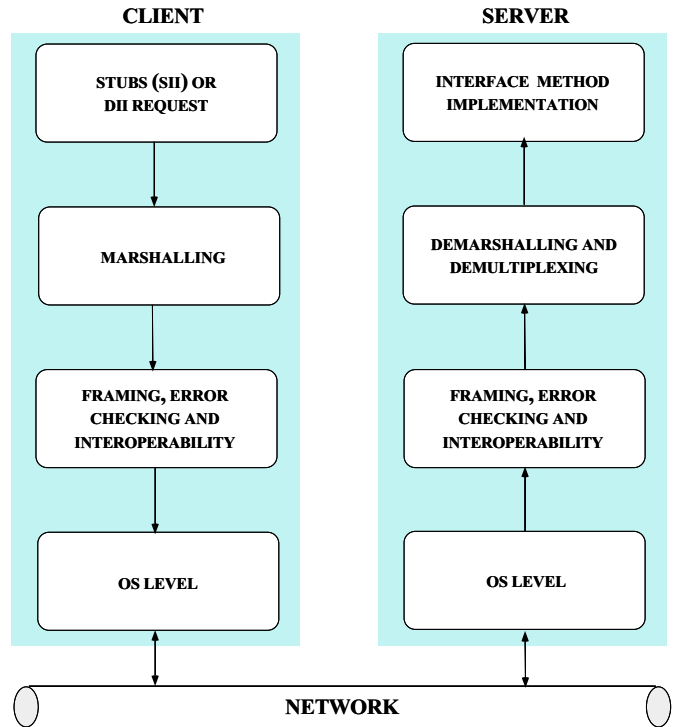 CLIENT
STUBS (SII) OR
DII REQUEST
MARSHALLING
FRAMING, ERROR
CHECKING AND
INTEROPERABILITY
OS LEVEL
SERVER
INTERFACE METHOD
IMPLEMENTATION
DEMARSHALLING AND
DEMULTIPLEXING
FRAMING, ERROR
CHECKING AND
INTEROPERABILITY
OS LEVEL
NETWORK